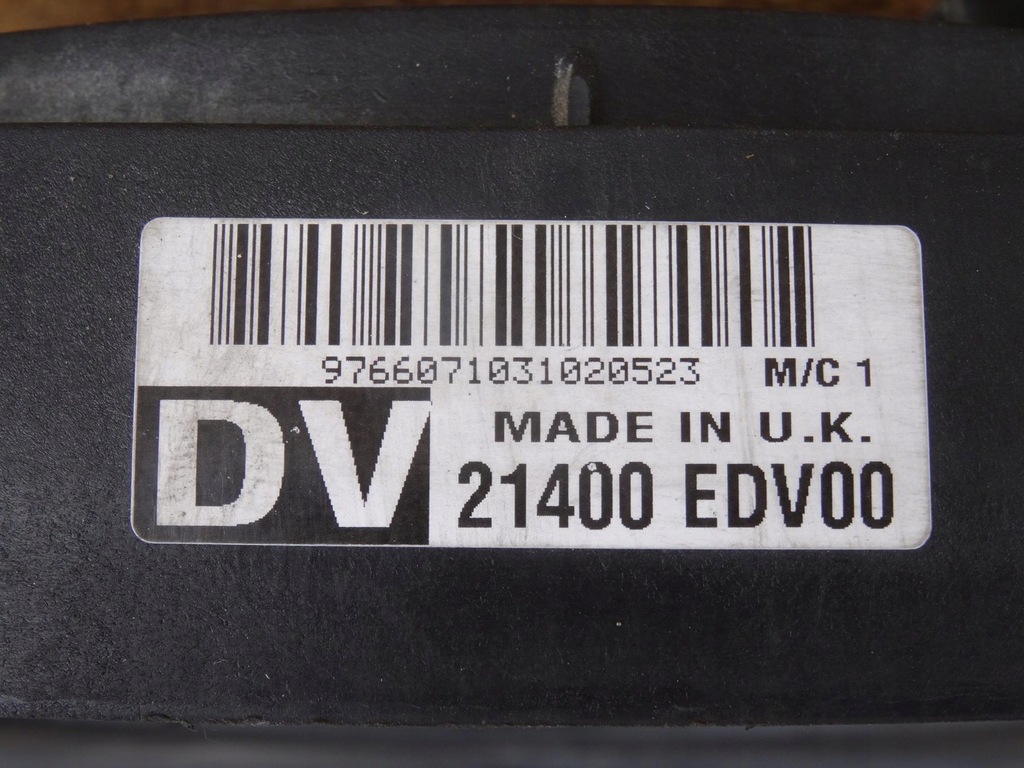 9766071031020523 M/C 1
MADE IN U.K.
DV 21400 EDV00